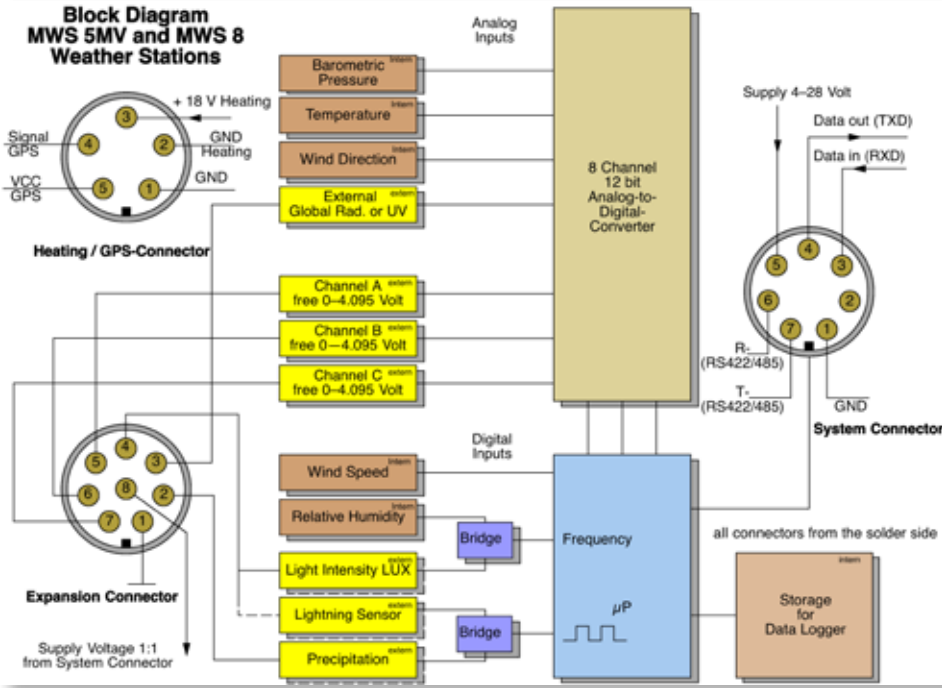 Block Diagram
MWS 5MV and MWS 8
Weather Stations
Analog
Inputs
Intern
Barometric
Pressure
Intern
Temperature
Intern
Wind Direction
extern
External
Global Rad. or UV
8 Channel
12 bit
Analog-to-
Digital-
Converter
+ 18 V Heating
3
Signal
GPS
4
2
GND
Heating
VCC
GPS
5
1
GND
Heating / GPS-Connector
Supply 4–28 Volt
Data out (TXD)
Data in (RXD)
4
5
3
6
2
7
1
R-
(RS422/485)
T-
(RS422/485)
GND
System Connector
Channel A extern
free 0–4.095 Volt
Channel B extern
free 0—4.095 Volt
Channel C extern
free 0–4.095 Volt
4
5
3
6
8
2
7
1
Expansion Connector
Supply Voltage 1:1
from System Connector
Digital
Inputs
Intern
Wind Speed
Intern
Relative Humidity
Bridge
extern
Light Intensity LUX
extern
Lightning Sensor
Bridge
extern
Precipitation
Frequency
µP
all connectors from the solder side
Intern
Storage
for
Data Logger